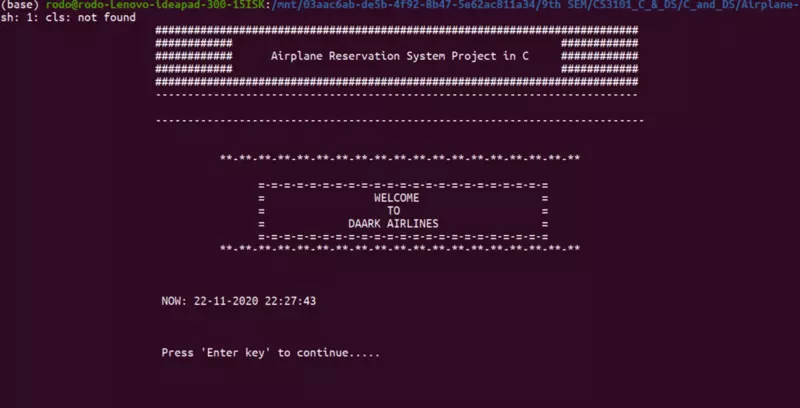 (base) rodo@rodo-Lenovo-ideapad-300-15ISK:/mnt/03aac6ab-de5b-4f92-8b47-5e62ac811a34/9th SEM/CS3101_C_&_DS/C_and_DS/Airplane-
sh: 1: cls: not found
###########################################################################
############                                                   ############
############      Airplane Reservation System Project in C     ############
############                                                   ############
###########################################################################
---------------------------------------------------------------------------
----------------------------------------------------------------------------
**-**-**-**-**-**-**-**-**-**-**-**-**-**-**-**-**-**-**
=-=-=-=-=-=-=-=-=-=-=-=-=-=-=-=-=-=-=-=-=-=-=
=                 WELCOME                   =
=                   TO                      =
=             DAARK AIRLINES                =
=-=-=-=-=-=-=-=-=-=-=-=-=-=-=-=-=-=-=-=-=-=-=
**-**-**-**-**-**-**-**-**-**-**-**-**-**-**-**-**-**-**
NOW: 22-11-2020 22:27:43
Press 'Enter key' to continue.....